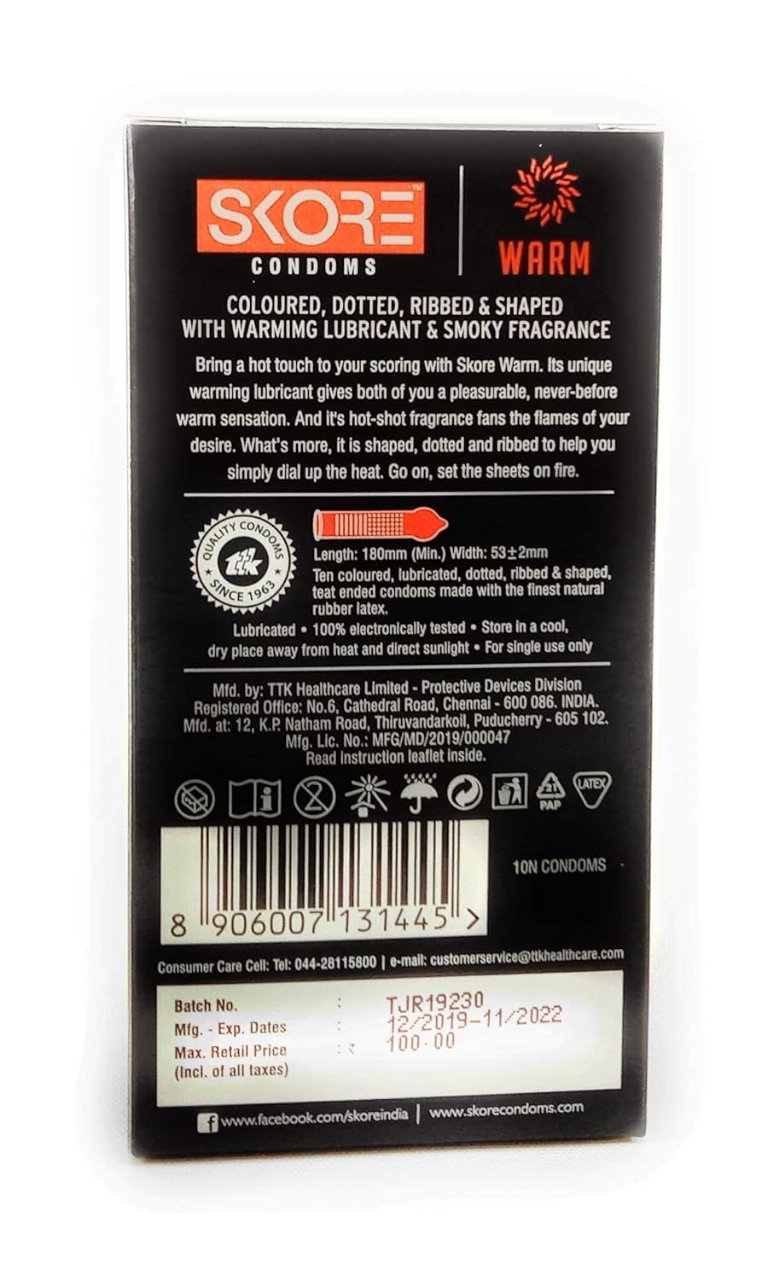 SKORE™
CONDOMS
WARM
COLOURED, DOTTED, RIBBED & SHAPED
WITH WARMIMG LUBRICANT & SMOKY FRAGRANCE
Bring a hot touch to your scoring with Skore Warm. Its unique
warming lubricant gives both of you a pleasurable, never-before
warm sensation. And it's hot-shot fragrance fans the flames of your
desire. What's more, it is shaped, dotted and ribbed to help you
simply dial up the heat. Go on, set the sheets on fire.
QUALITY CONDOMS
ttk
SINCE 1963
Length: 180mm (Min.) Width: 53±2mm
Ten coloured, lubricated, dotted, ribbed & shaped,
teat ended condoms made with the finest natural
rubber latex.
Lubricated • 100% electronically tested • Store in a cool,
dry place away from heat and direct sunlight • For single use only
Mfd. by: TTK Healthcare Limited - Protective Devices Division
Registered Office: No.6, Cathedral Road, Chennai - 600 086. INDIA.
Mfd. at: 12, K.P. Natham Road, Thiruvandarkoil, Puducherry - 605 102.
Mfg. Lic. No.: MFG/MD/2019/000047
Read instruction leaflet inside.
2
21
PAP
LATEX
10N CONDOMS
8 906007 131445 >
Consumer Care Cell: Tel: 044-28115800 | e-mail: customerservice@ttkhealthcare.com
Batch No. : TJR19230
Mfg. - Exp. Dates : 12/2019-11/2022
Max. Retail Price : ₹ 100.00
(Incl. of all taxes)
f www.facebook.com/skoreindia | www.skorecondoms.com